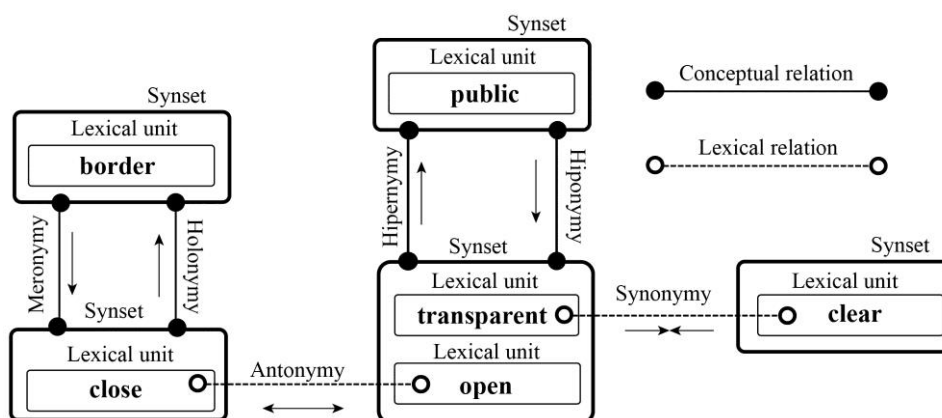 Synset
Lexical unit
public
Conceptual relation
Lexical relation
Synset
Lexical unit
border
Hipernymy
Hiponymy
Meronymy
Holonymy
Synset
Lexical unit
transparent
Lexical unit
open
Synonymy
Synset
Lexical unit
clear
Synset
Lexical unit
close
Antonymy